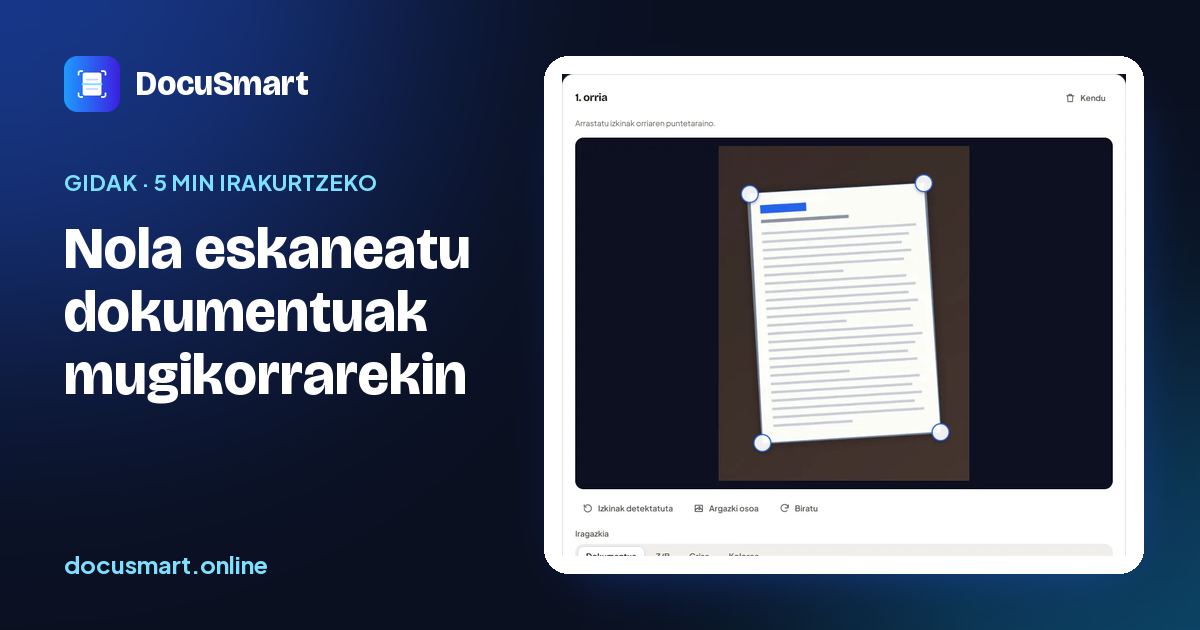 DocuSmart
GIDAK · 5 MIN IRAKURTZEKO
Nola eskaneatu
dokumentuak
mugikorrarekin
docusmart.online
1. orria
Kendu
Arrastatu izkinak orriaren puntetaraino.
Izkinak detektatuta
Argazki osoa
Biratu
Iragazkia